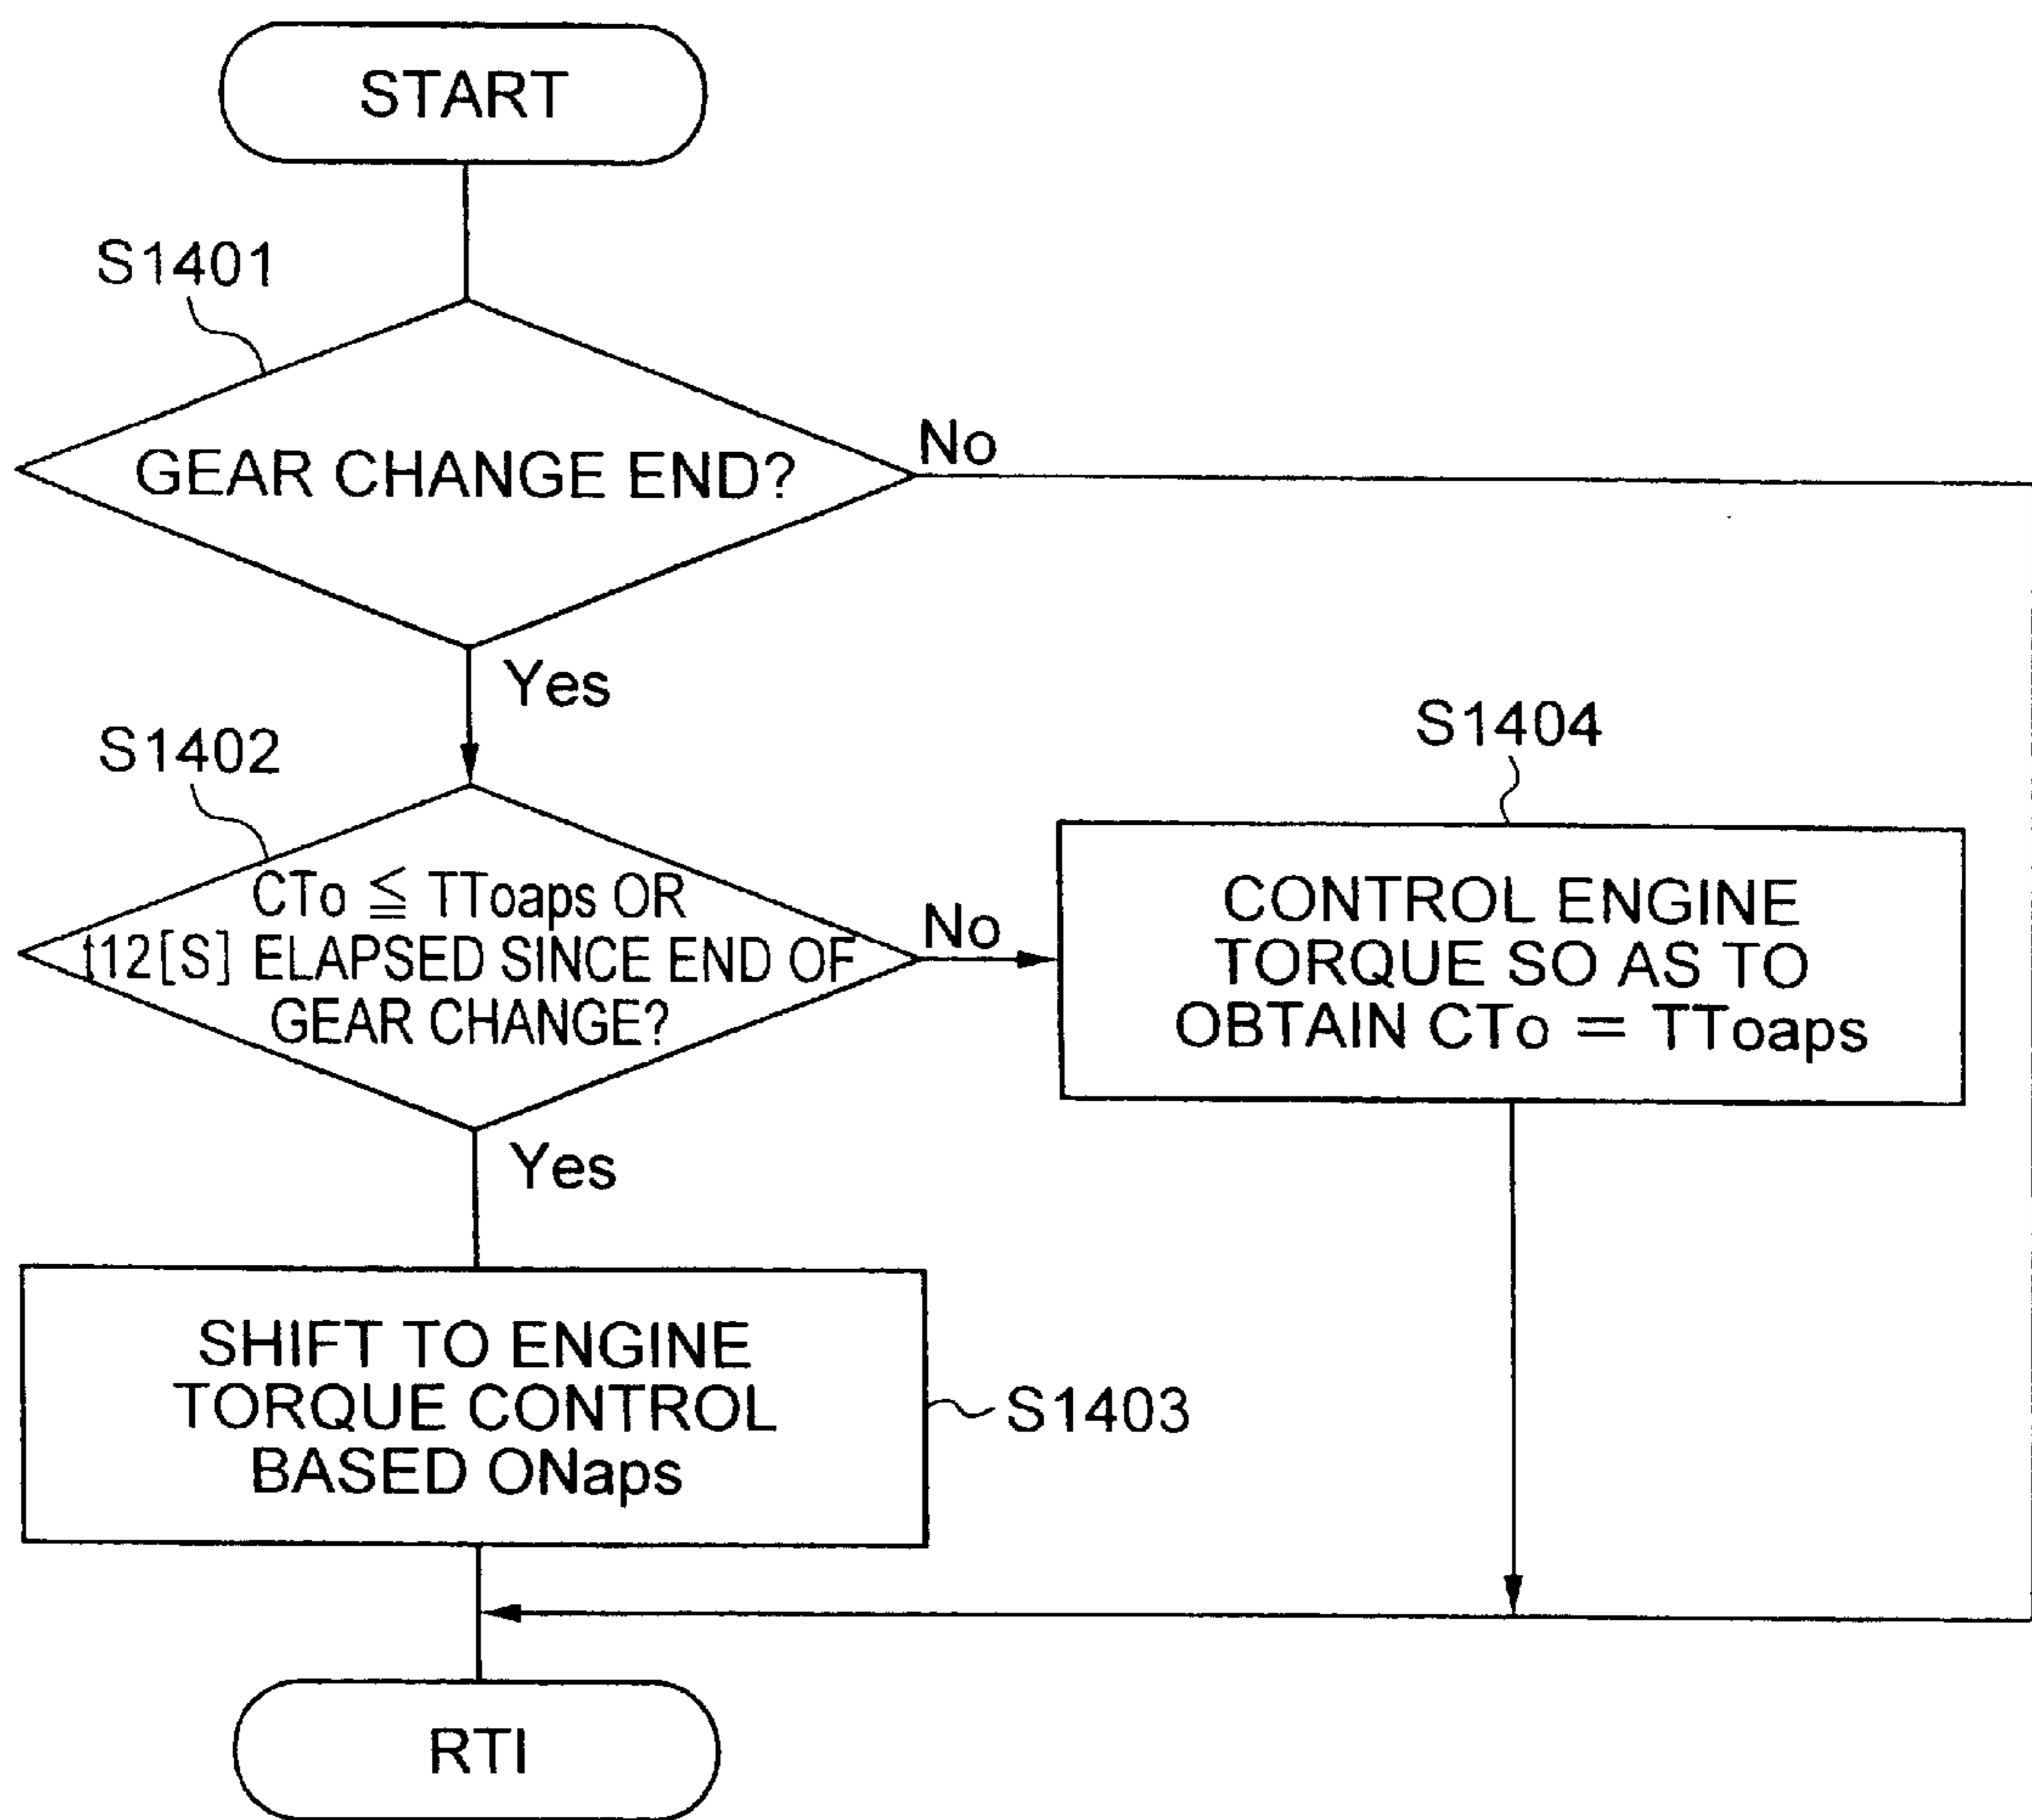 START
S1401
GEAR CHANGE END?
No
Yes
S1402
CTo ≦ TToaps OR
t12[S] ELAPSED SINCE END OF
GEAR CHANGE?
No
Yes
S1404
CONTROL ENGINE
TORQUE SO AS TO
OBTAIN CTo = TToaps
SHIFT TO ENGINE
TORQUE CONTROL
BASED ONaps
S1403
RTI